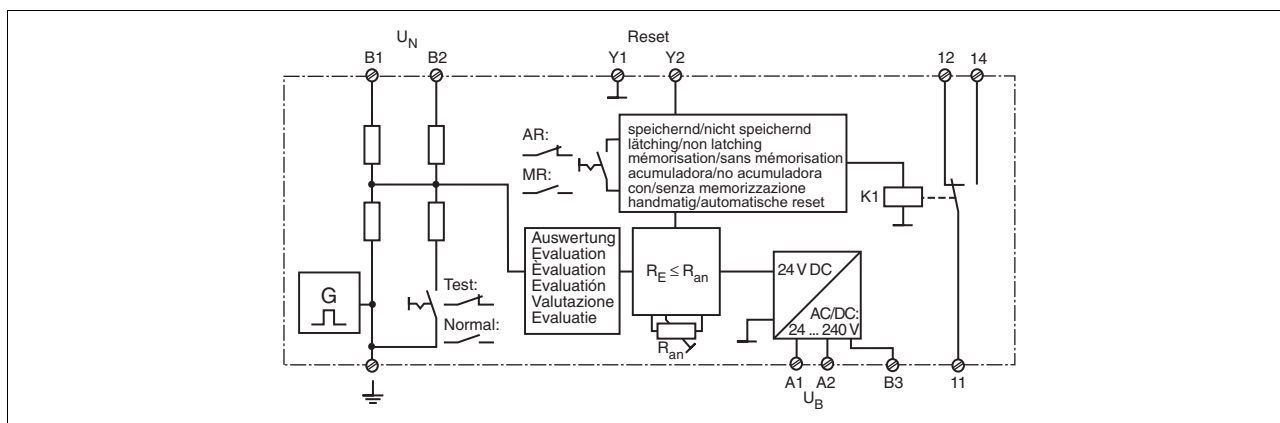 U_N
Reset
B1
B2
Y1
Y2
12
14
AR:
MR:
speichernd/nicht speichernd
lätching/non latching
mémorisation/sans mémorisation
acumuladora/no acumuladora
con/senza memorizzazione
handmatig/automatische reset
K1
G
Test:
Normal:
Auswertung
Evaluation
Èvaluation
Evaluatión
Valutazione
Evaluatie
R_E ≤ R_an
R_an
24 V DC
AC/DC:
24 ... 240 V
A1
A2
B3
11
U_B